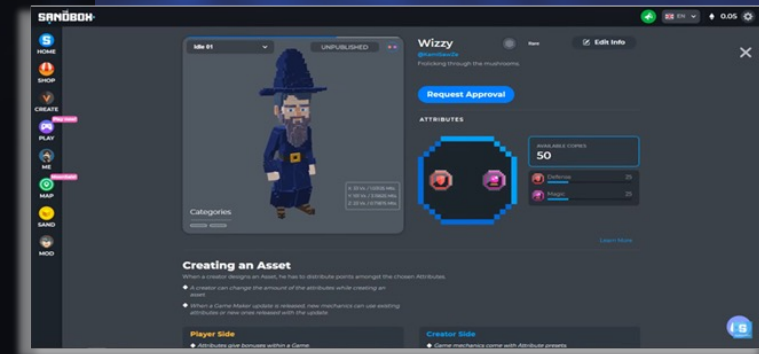 THE SANDBOX
EN
0.05
HOME
SHOP
CREATE
PLAY
ME
MAP
SAND
MOD
Idle 01
UNPUBLISHED
Categories
Wizzy
Edit Info
Frolicking through the mushrooms.
Request Approval
ATTRIBUTES
AVAILABLE COPIES
50
Defense 25
Magic 25
Learn More
Creating an Asset
When a creator designs an Asset, he has to distribute points amongst the chosen Attributes.
A creator can change the amount of the attributes while creating an
asset.
When a Game Maker update is released, new mechanics can use existing
attributes or new ones released with the update.
Player Side
Attributes give bonuses within a Game.
Creator Side
Game mechanics come with Attribute presets